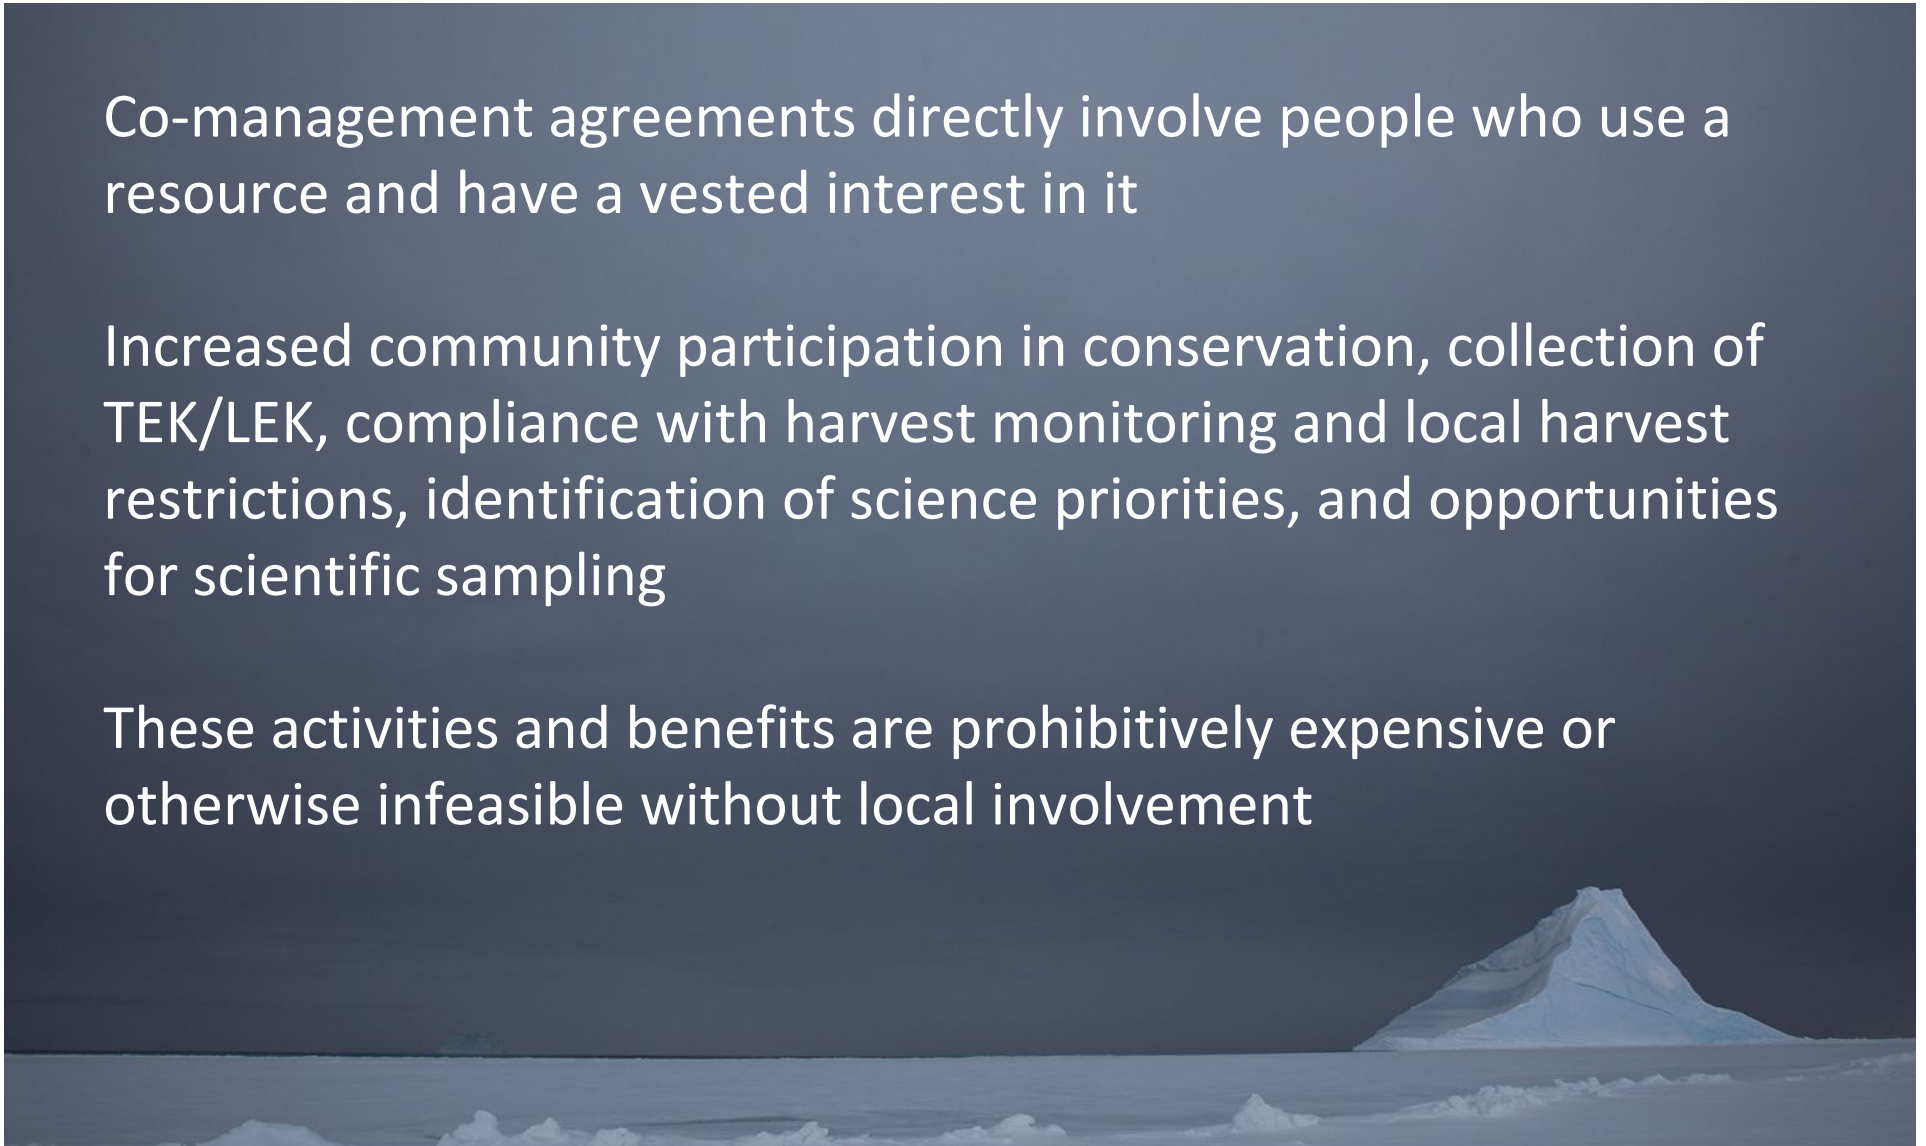 Co-management agreements directly involve people who use a
resource and have a vested interest in it
Increased community participation in conservation, collection of
TEK/LEK, compliance with harvest monitoring and local harvest
restrictions, identification of science priorities, and opportunities
for scientific sampling
These activities and benefits are prohibitively expensive or
otherwise infeasible without local involvement